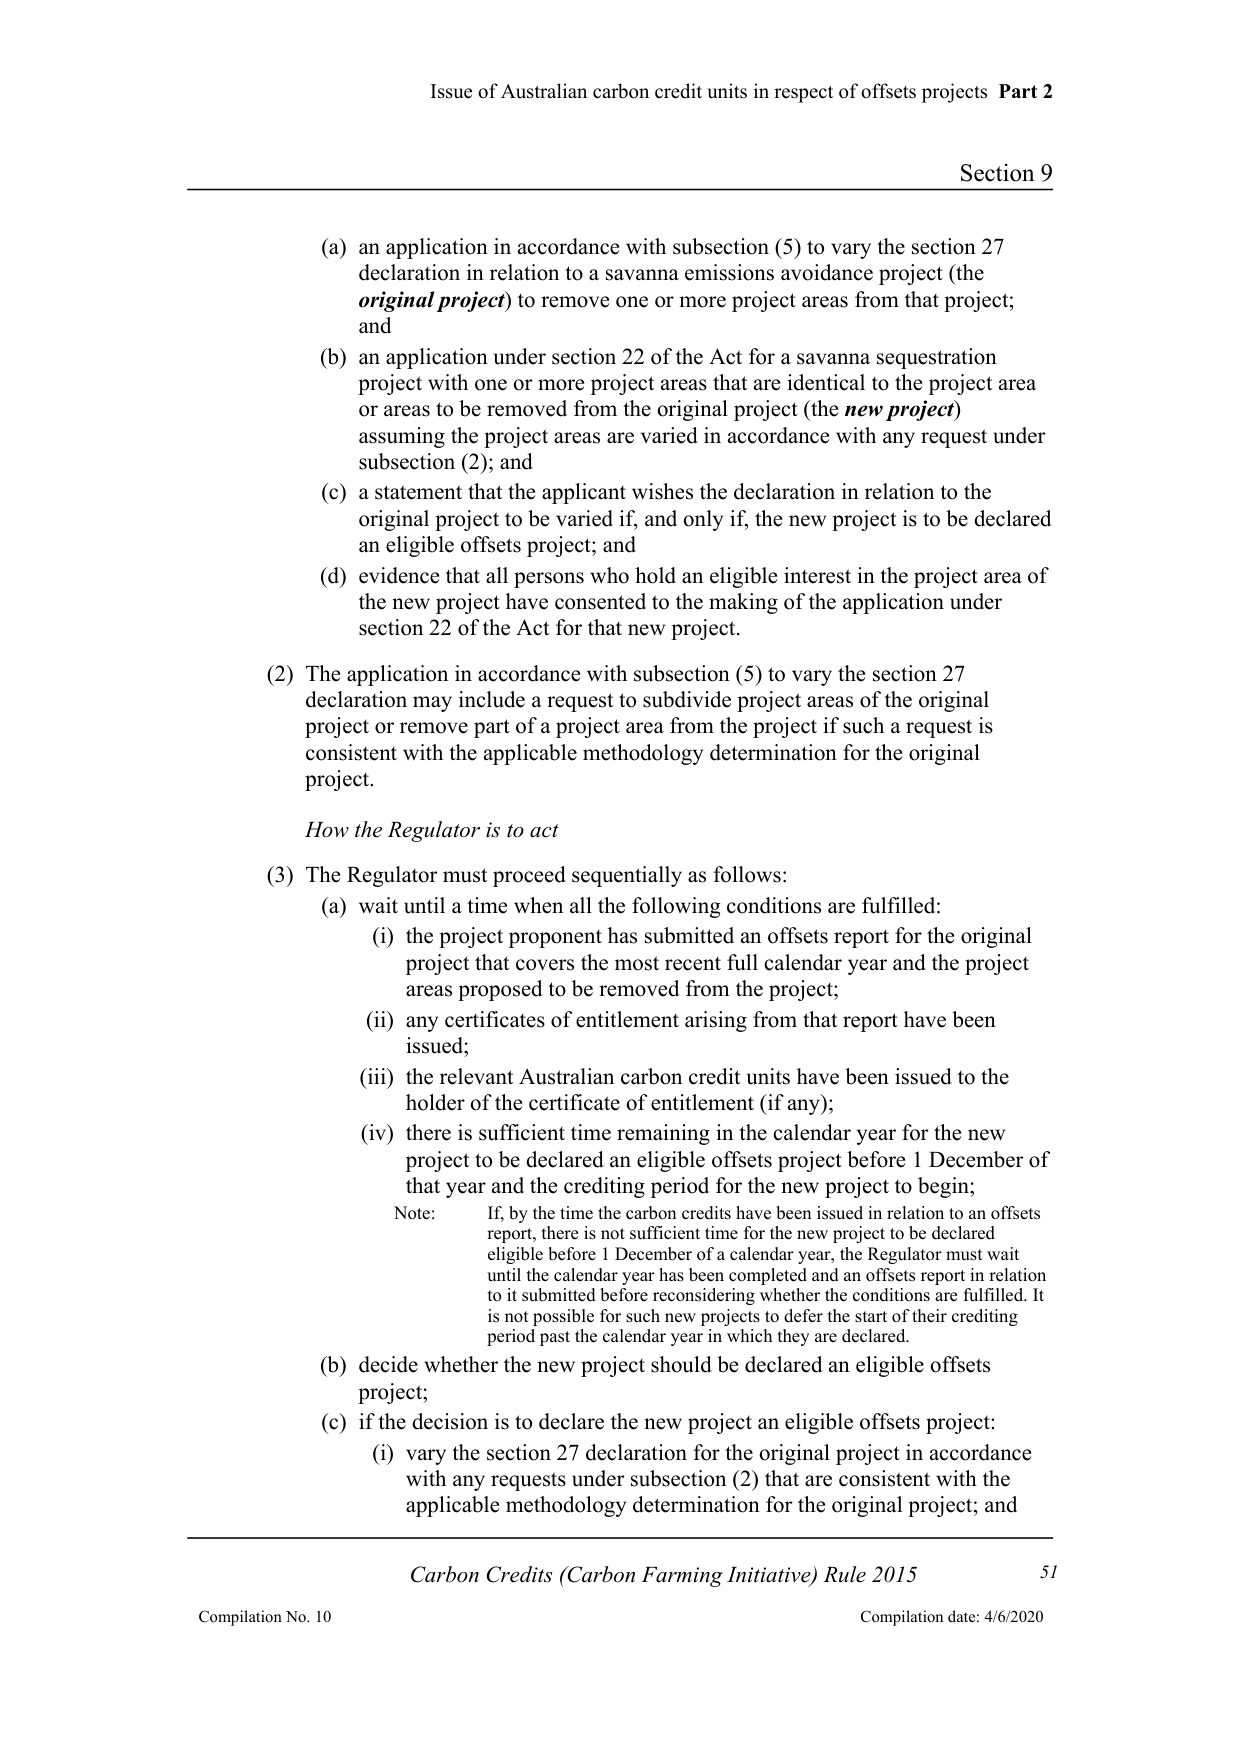 Issue of Australian carbon credit units in respect of offsets projects Part 2
Section 9
(a) an application in accordance with subsection (5) to vary the section 27
declaration in relation to a savanna emissions avoidance project (the
original project) to remove one or more project areas from that project;
and
(b) an application under section 22 of the Act for a savanna sequestration
project with one or more project areas that are identical to the project area
or areas to be removed from the original project (the new project)
assuming the project areas are varied in accordance with any request under
subsection (2); and
(c) a statement that the applicant wishes the declaration in relation to the
original project to be varied if, and only if, the new project is to be declared
an eligible offsets project; and
(d) evidence that all persons who hold an eligible interest in the project area of
the new project have consented to the making of the application under
section 22 of the Act for that new project.
(2) The application in accordance with subsection (5) to vary the section 27
declaration may include a request to subdivide project areas of the original
project or remove part of a project area from the project if such a request is
consistent with the applicable methodology determination for the original
project.
How the Regulator is to act
(3) The Regulator must proceed sequentially as follows:
(a) wait until a time when all the following conditions are fulfilled:
(i) the project proponent has submitted an offsets report for the original
project that covers the most recent full calendar year and the project
areas proposed to be removed from the project;
(ii) any certificates of entitlement arising from that report have been
issued;
(iii) the relevant Australian carbon credit units have been issued to the
holder of the certificate of entitlement (if any);
(iv) there is sufficient time remaining in the calendar year for the new
project to be declared an eligible offsets project before 1 December of
that year and the crediting period for the new project to begin;
Note: If, by the time the carbon credits have been issued in relation to an offsets
report, there is not sufficient time for the new project to be declared
eligible before 1 December of a calendar year, the Regulator must wait
until the calendar year has been completed and an offsets report in relation
to it submitted before reconsidering whether the conditions are fulfilled. It
is not possible for such new projects to defer the start of their crediting
period past the calendar year in which they are declared.
(b) decide whether the new project should be declared an eligible offsets
project;
(c) if the decision is to declare the new project an eligible offsets project:
(i) vary the section 27 declaration for the original project in accordance
with any requests under subsection (2) that are consistent with the
applicable methodology determination for the original project; and
Carbon Credits (Carbon Farming Initiative) Rule 2015 51
Compilation No. 10 Compilation date: 4/6/2020